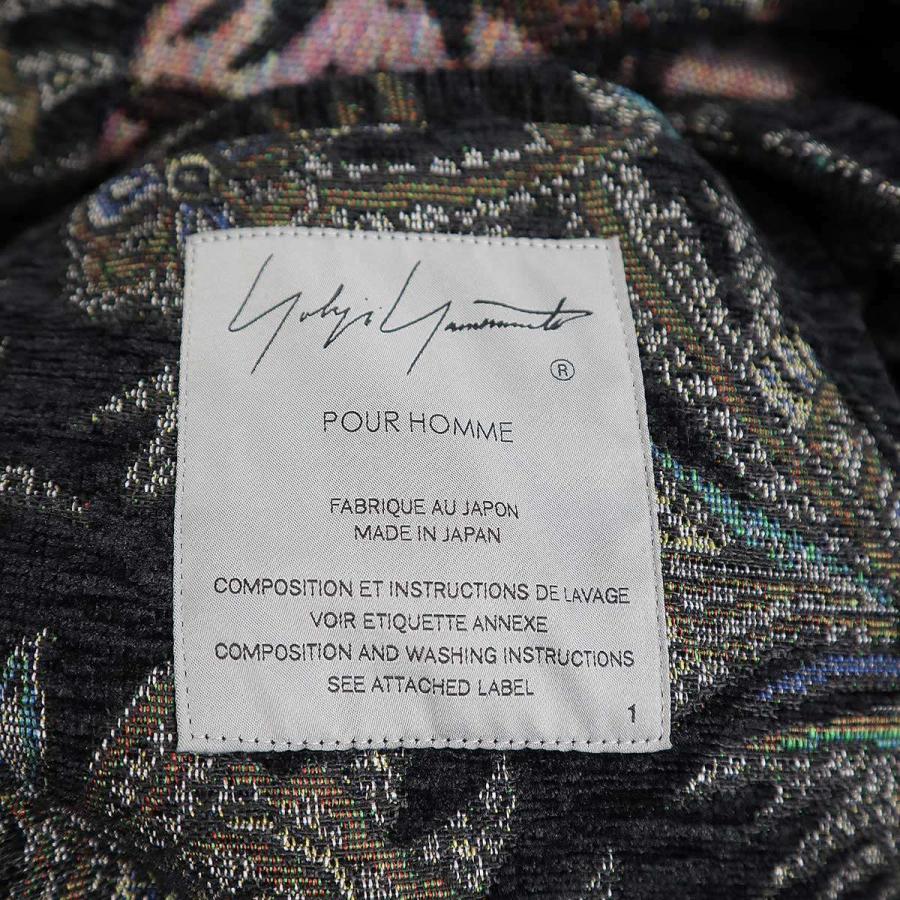 Yohji Yamamoto
®
POUR HOMME
FABRIQUE AU JAPON
MADE IN JAPAN
COMPOSITION ET INSTRUCTIONS DE LAVAGE
VOIR ETIQUETTE ANNEXE
COMPOSITION AND WASHING INSTRUCTIONS
SEE ATTACHED LABEL
1